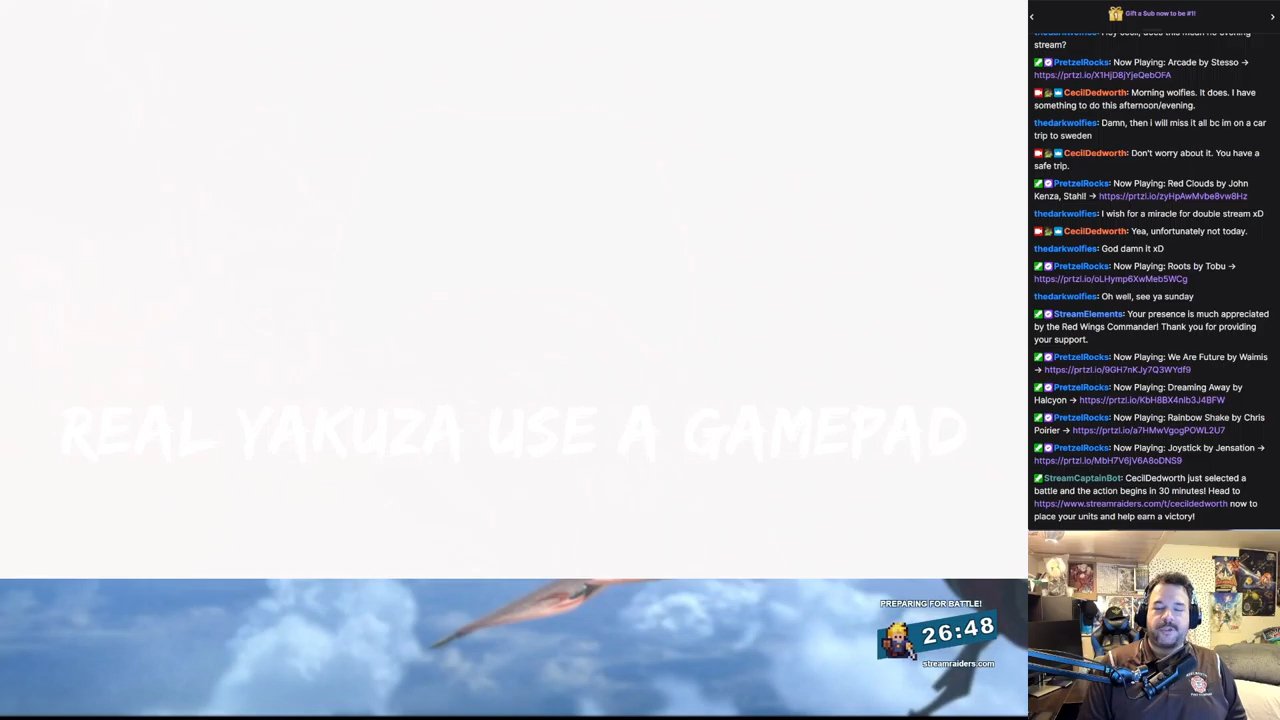 Gift a Sub now to be #1!
stream?
PretzelRocks: Now Playing: Arcade by Stesso →
https://prtzl.io/X1HjD8jYjeQebOFA
CecilDedworth: Morning wolfies. It does. I have
something to do this afternoon/evening.
thedarkwolfies: Damn, then i will miss it all bc im on a car
trip to sweden
CecilDedworth: Don't worry about it. You have a
safe trip.
PretzelRocks: Now Playing: Red Clouds by John
Kenza, Stahl! → https://prtzl.io/zyHpAwMvbe8vw8Hz
thedarkwolfies: I wish for a miracle for double stream xD
CecilDedworth: Yea, unfortunately not today.
thedarkwolfies: God damn it xD
PretzelRocks: Now Playing: Roots by Tobu →
https://prtzl.io/oLHymp6XwMeb5WCg
thedarkwolfies: Oh well, see ya sunday
StreamElements: Your presence is much appreciated
by the Red Wings Commander! Thank you for providing
your support.
PretzelRocks: Now Playing: We Are Future by Waimis
→ https://prtzl.io/9GH7nKJy7Q3WYdf9
PretzelRocks: Now Playing: Dreaming Away by
Halcyon → https://prtzl.io/KbH8BX4nlb3J4BFW
PretzelRocks: Now Playing: Rainbow Shake by Chris
Poirier → https://prtzl.io/a7HMwVgogPOWL2U7
PretzelRocks: Now Playing: Joystick by Jensation →
https://prtzl.io/MbH7V6jV6A8oDNS9
REAL
StreamCaptainBot: CecilDedworth just selected a
battle and the action begins in 30 minutes! Head to
https://www.streamraiders.com/t/cecildedworth now to
place your units and help earn a victory!
PREPARING FOR BATTLE!
26:48
streamraiders.com